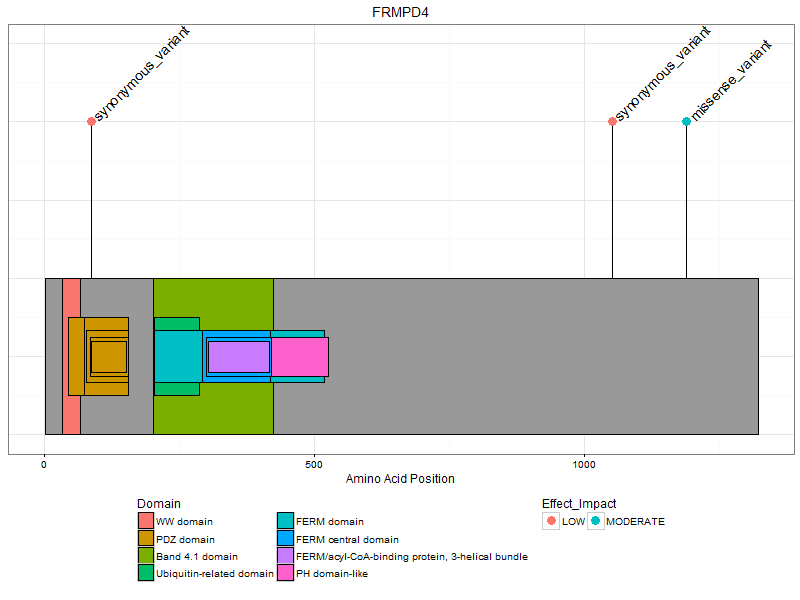 FRMPD4
synonymous_variant
synonymous_variant
missense_variant
0
500
1000
Amino Acid Position
Domain
WW domain
PDZ domain
Band 4.1 domain
Ubiquitin-related domain
FERM domain
FERM central domain
FERM/acyl-CoA-binding protein, 3-helical bundle
PH domain-like
Effect_Impact
LOW
MODERATE